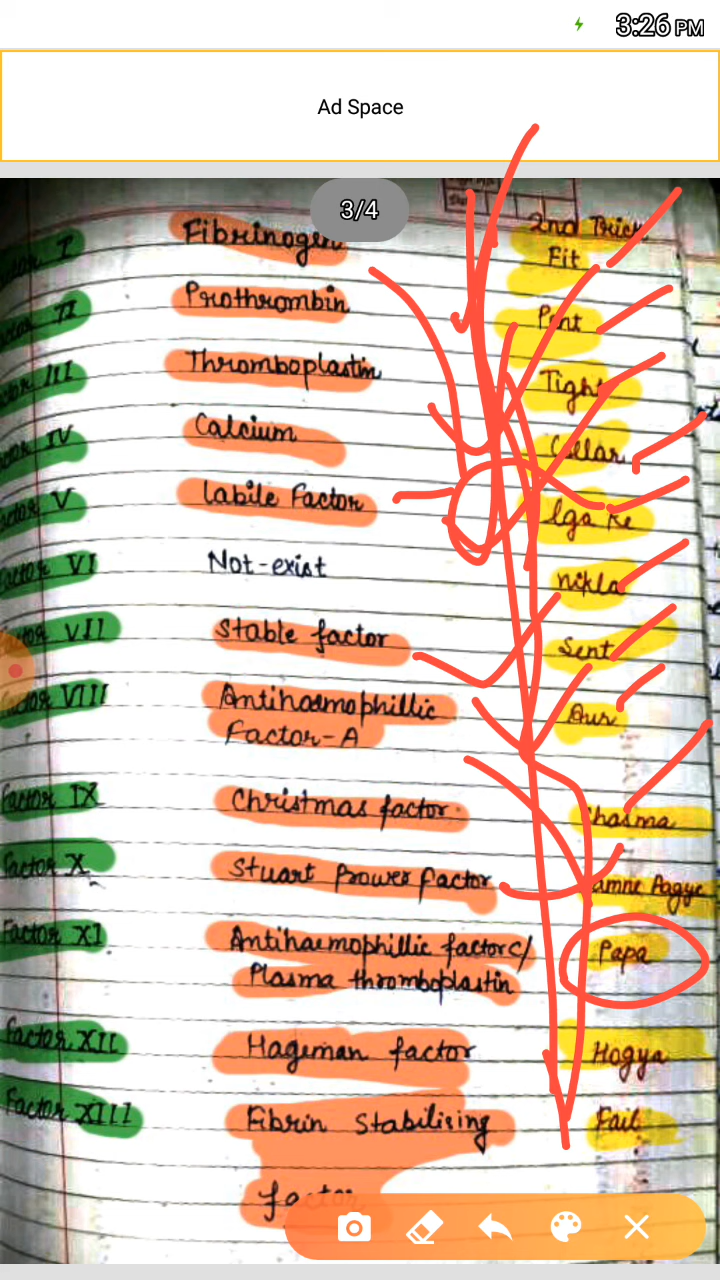 3:26 PM
Ad Space
3/4
2nd Trick
Factor I Fibrinogen Fit
Factor II Prothrombin Pent
Factor III Thromboplastin Tight
Factor IV Calcium Collar
Factor V Labile Factor lga Ke
Factor VI Not-exist nikla
Factor VII Stable factor Sent
Factor VIII Antihaemophillic Aur
Factor-A
Factor IX Christmas factor Chasma
Factor X Stuart Prower factor Samne Aagye
Factor XI Antihaemophillic factor c/ Papa
Plasma thromboplastin
Factor XII Hageman factor Hogya
Factor XIII Fibrin Stabilising Fail
factor